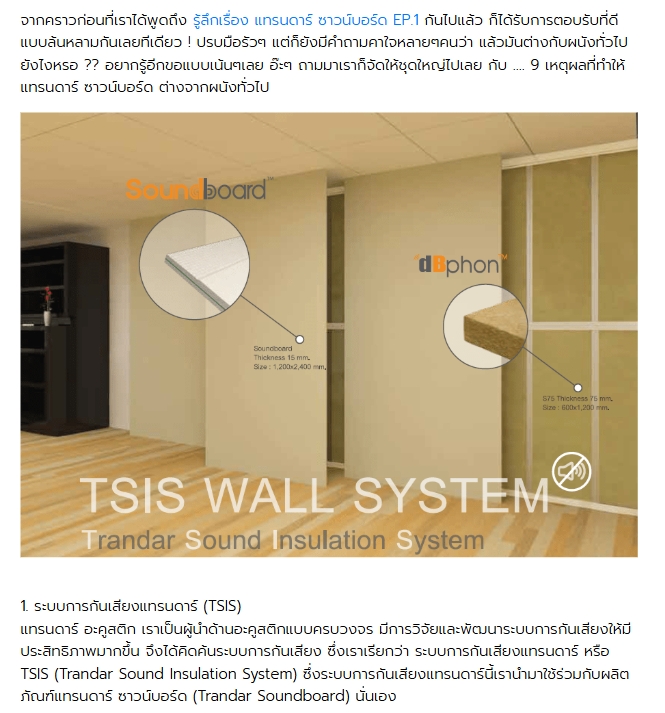 จากคราวก่อนที่เราได้พูดถึง รู้ลึกเรื่อง แทรนดาร์ ซาวน์บอร์ด EP.1 กันไปแล้ว ก็ได้รับการตอบรับที่ดี
แบบล้นหลามกันเลยทีเดียว ! ปรบมือรัวๆ แต่ก็ยังมีคำถามคาใจหลายๆคนว่า แล้วมันต่างกับผนังทั่วไป
ยังไงหรอ ?? อยากรู้อีกขอแบบเน้นๆเลย อ๊ะๆ ถามมาเราก็จัดให้ชุดใหญ่ไปเลย กับ .... 9 เหตุผลที่ทำให้
แทรนดาร์ ซาวน์บอร์ด ต่างจากผนังทั่วไป
Soundboard™
"dBphon™
Soundboard
Thickness 15 mm.
Size : 1,200x2,400 mm.
S75 Thickness 75 mm.
Size : 600x1,200 mm.
TSIS WALL SYSTEM
Trandar Sound Insulation System
1. ระบบการกันเสียงแทรนดาร์ (TSIS)
แทรนดาร์ อะคูสติก เราเป็นผู้นำด้านอะคูสติกแบบครบวงจร มีการวิจัยและพัฒนาระบบการกันเสียงให้มี
ประสิทธิภาพมากขึ้น จึงได้คิดค้นระบบการกันเสียง ซึ่งเราเรียกว่า ระบบการกันเสียงแทรนดาร์ หรือ
TSIS (Trandar Sound Insulation System) ซึ่งระบบการกันเสียงแทรนดาร์นี้เรานำมาใช้ร่วมกับผลิต
ภัณฑ์แทรนดาร์ ซาวน์บอร์ด (Trandar Soundboard) นั่นเอง